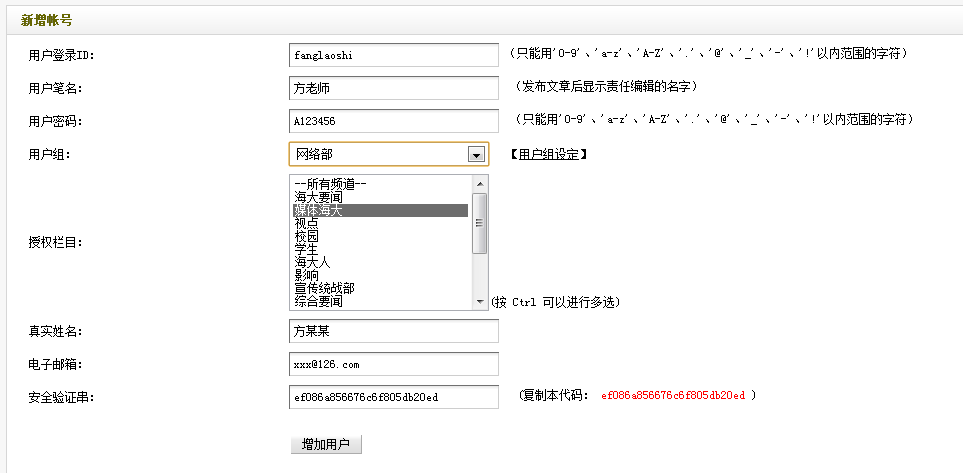 新增帐号
用户登录ID: fanglaoshi (只能用'0-9'、'a-z'、'A-Z'、'.'、'@'、'_'、'-'、'!'以内范围的字符)
用户笔名: 方老师 (发布文章后显示责任编辑的名字)
用户密码: A123456 (只能用'0-9'、'a-z'、'A-Z'、'.'、'@'、'_'、'-'、'!'以内范围的字符)
用户组: 网络部 【用户组设定】
--所有频道--
海大要闻
媒体海大
视点
校园
授权栏目:
学生
海大人
影响
宣传统战部
综合要闻 (按 Ctrl 可以进行多选)
真实姓名: 方某某
电子邮箱: xxx@126.com
安全验证串: ef086a856676c6f805db20ed (复制本代码: ef086a856676c6f805db20ed )
增加用户